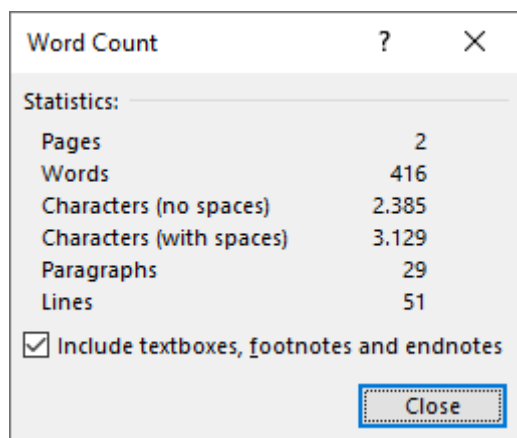 Word Count ?
Statistics:
Pages 2
Words 416
Characters (no spaces) 2.385
Characters (with spaces) 3.129
Paragraphs 29
Lines 51
Include textboxes, footnotes and endnotes
Close